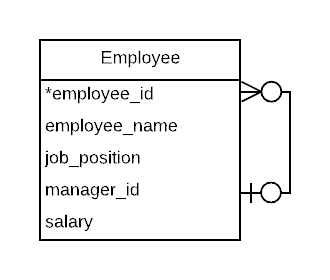 Employee
*employee_id
employee_name
job_position
manager_id
salary